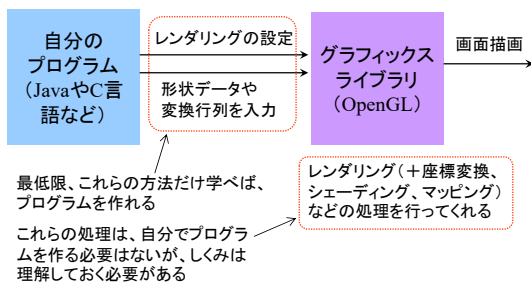 自分の
プログラム
(JavaやC言
語など)
レンダリングの設定
形状データや
変換行列を入力
グラフィックス
ライブラリ
(OpenGL)
画面描画
最低限、これらの方法だけ学べば、
プログラムを作れる
レンダリング(+座標変換、
シェーディング、マッピング)
などの処理を行ってくれる
これらの処理は、自分でプログラ
ムを作る必要はないが、しくみは
理解しておく必要がある